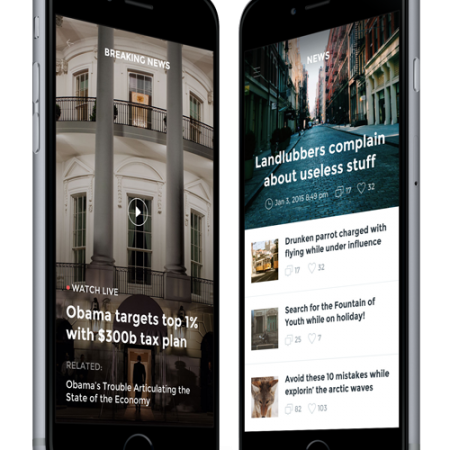 BREAKING NEWS
WATCH LIVE
Obama targets top 1%
with $300b tax plan
RELATED:
Obama's Trouble Articulating the
State of the Economy
NEWS
Landlubbers complain
about useless stuff
Jan 3, 2015 8:49 pm 17 32
Drunken parrot charged with
flying while under influence
17 32
Search for the Fountain of
Youth while on holiday!
25 7
Avoid these 10 mistakes while
explorin' the arctic waves
82 103